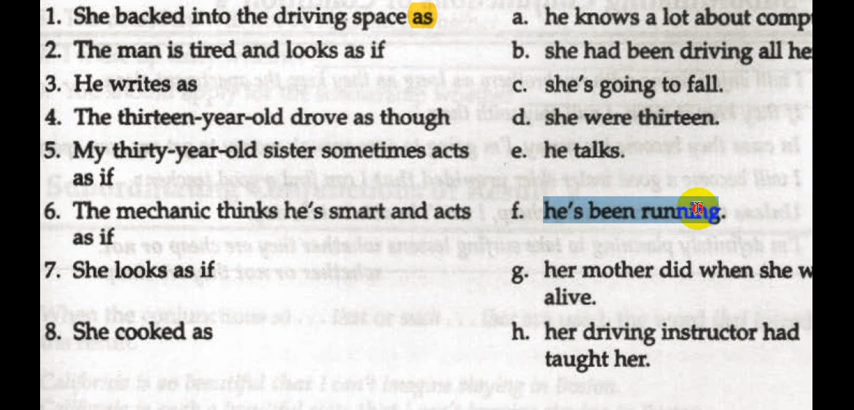 1. She backed into the driving space as
2. The man is tired and looks as if
3. He writes as
4. The thirteen-year-old drove as though
5. My thirty-year-old sister sometimes acts
as if
6. The mechanic thinks he's smart and acts
as if
7. She looks as if
8. She cooked as
a. he knows a lot about comp
b. she had been driving all he
c. she's going to fall.
d. she were thirteen.
e. he talks.
f. he's been running.
g. her mother did when she w
alive.
h. her driving instructor had
taught her.